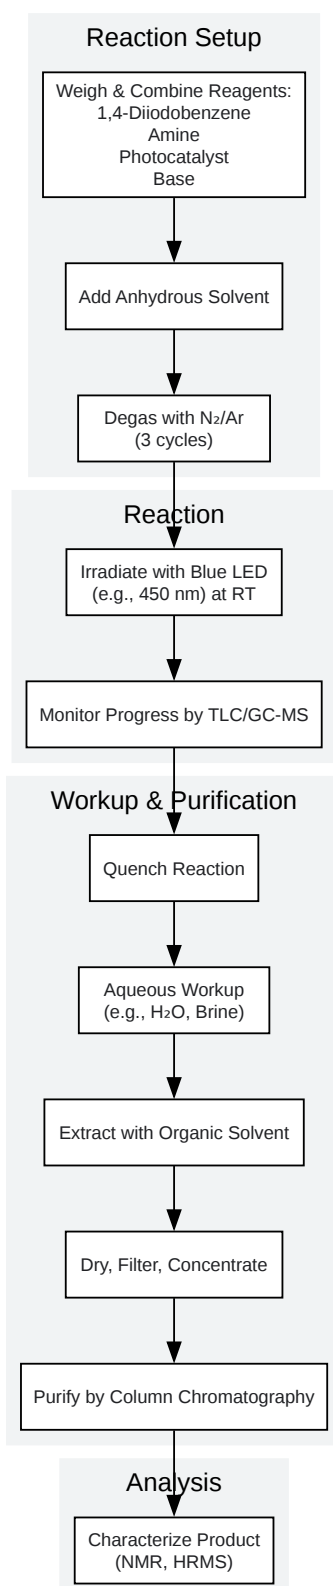 Reaction Setup
Weigh & Combine Reagents:
1,4-Diiodobenzene
Amine
Photocatalyst
Base
Add Anhydrous Solvent
Degas with N₂/Ar
(3 cycles)
Reaction
Irradiate with Blue LED
(e.g., 450 nm) at RT
Monitor Progress by TLC/GC-MS
Workup & Purification
Quench Reaction
Aqueous Workup
(e.g., H₂O, Brine)
Extract with Organic Solvent
Dry, Filter, Concentrate
Purify by Column Chromatography
Analysis
Characterize Product
(NMR, HRMS)